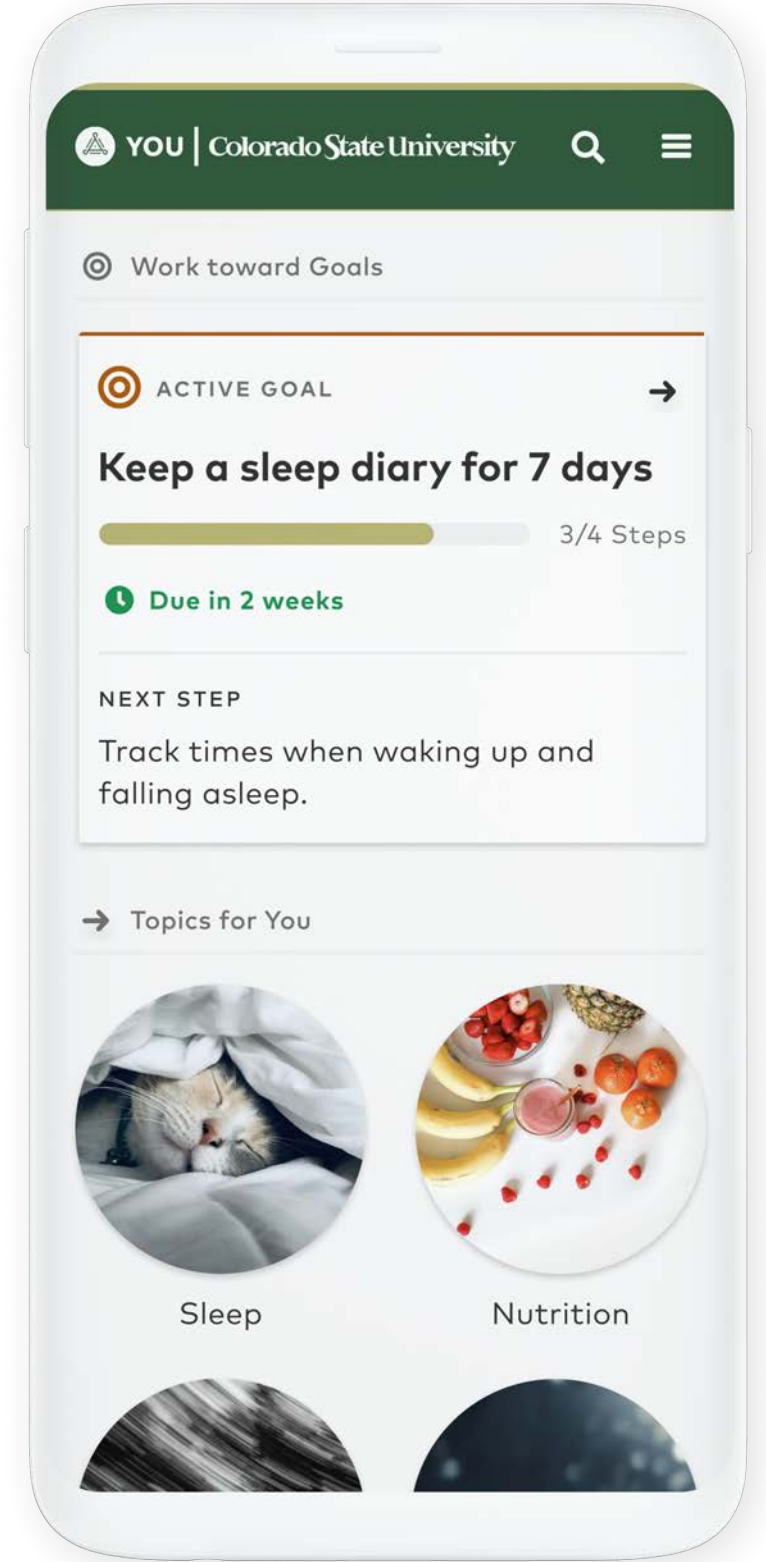 YOU | Colorado State University
Work toward Goals
ACTIVE GOAL
Keep a sleep diary for 7 days
3/4 Steps
Due in 2 weeks
NEXT STEP
Track times when waking up and
falling asleep.
Topics for You
Sleep
Nutrition